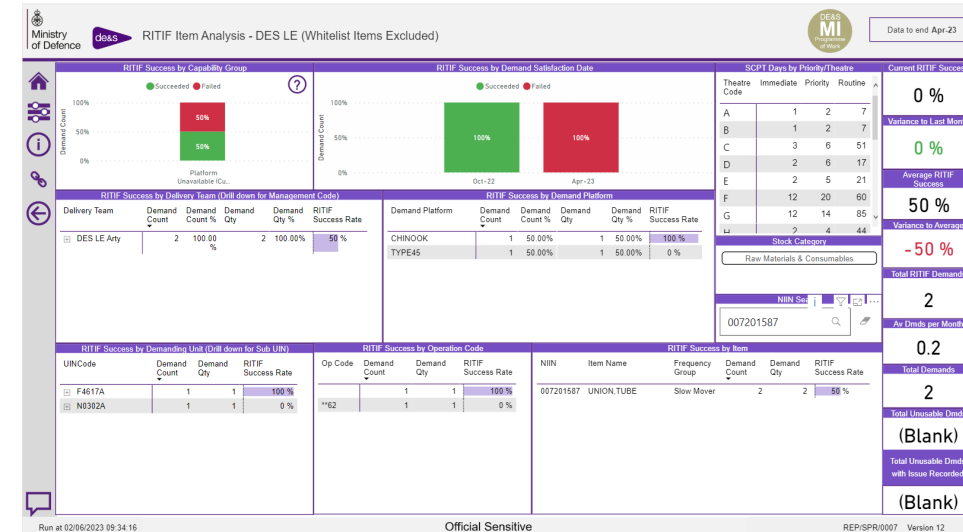 Ministry
of Defence
de&s
RITIF Item Analysis - DES LE (Whitelist Items Excluded)
DE&S
MI
Programme
of Work
Data to end Apr-23
RITIF Success by Capability Group
Succeeded Failed
?
Demand Count
100%
50%
0%
50%
50%
Platform
Unavailable (Cu...
RITIF Success by Demand Satisfaction Date
Succeeded Failed
Demand Count
100%
50%
0%
100%
100%
Oct-22 Apr-23
SCPT Days by Priority/Theatre
Theatre Code Immediate Priority Routine
A 1 2 7
B 1 2 7
C 3 6 51
D 2 6 17
E 2 5 21
F 12 20 60
G 12 14 85
H 2 4 44
Stock Category
Raw Materials & Consumables
NIIN Sea
007201587
Current RITIF Succes
0 %
Variance to Last Mon
0 %
Average RITIF
Success
50 %
Variance to Average
-50 %
Total RITIF Demands
2
Av Dmds per Month
0.2
Total Demands
2
Total Unusable Dmds
(Blank)
Total Unusable Dmds
with Issue Recorded
(Blank)
RITIF Success by Delivery Team (Drill down for Management Code)
Delivery Team Demand Count Demand Count % Demand Qty Demand Qty % RITIF Success Rate
DES LE Arty 2 100.00 % 2 100.00% 50 %
RITIF Success by Demand Platform
Demand Platform Demand Count Demand Count % Demand Qty Demand Qty % RITIF Success Rate
CHINOOK 1 50.00% 1 50.00% 100 %
TYPE45 1 50.00% 1 50.00% 0 %
RITIF Success by Demanding Unit (Drill down for Sub UIN)
UINCode Demand Count Demand Qty RITIF Success Rate
F4617A 1 1 100 %
N0302A 1 1 0 %
RITIF Success by Operation Code
Op Code Demand Count Demand Qty RITIF Success Rate
1 1 100 %
**62 1 1 0 %
RITIF Success by Item
NIIN Item Name Frequency Group Demand Count Demand Qty RITIF Success Rate
007201587 UNION,TUBE Slow Mover 2 2 50 %
Run at 02/06/2023 09:34:16
Official Sensitive
REP/SPR/0007 Version 12